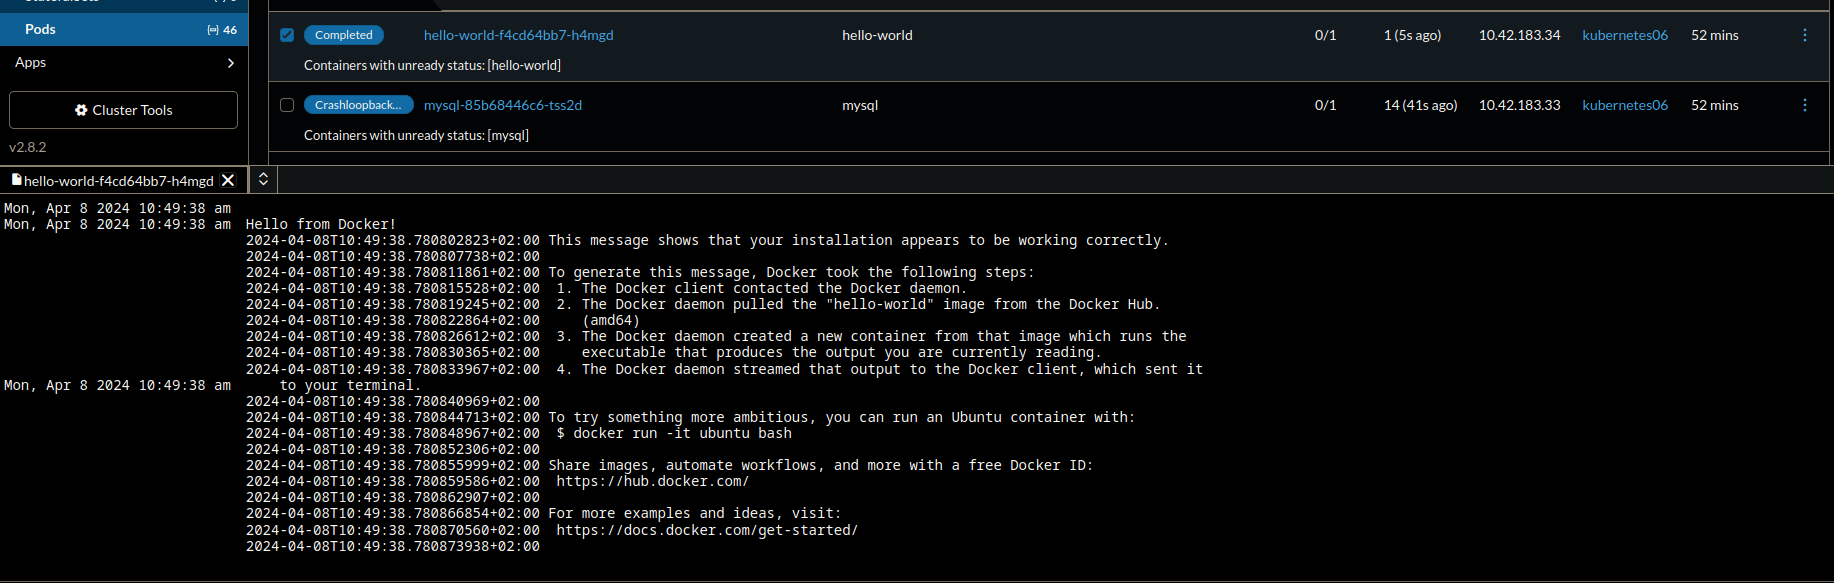 Pods 46
Apps
Cluster Tools
v2.8.2
Completed hello-world-f4cd64bb7-h4mgd hello-world 0/1 1 (5s ago) 10.42.183.34 kubernetes06 52 mins
Containers with unready status: [hello-world]
Crashloopback... mysql-85b68446c6-tss2d mysql 0/1 14 (41s ago) 10.42.183.33 kubernetes06 52 mins
Containers with unready status: [mysql]
hello-world-f4cd64bb7-h4mgd
Mon, Apr 8 2024 10:49:38 am
Mon, Apr 8 2024 10:49:38 am Hello from Docker!
2024-04-08T10:49:38.780802823+02:00 This message shows that your installation appears to be working correctly.
2024-04-08T10:49:38.780807738+02:00
2024-04-08T10:49:38.780811861+02:00 To generate this message, Docker took the following steps:
2024-04-08T10:49:38.780815528+02:00 1. The Docker client contacted the Docker daemon.
2024-04-08T10:49:38.780819245+02:00 2. The Docker daemon pulled the "hello-world" image from the Docker Hub.
2024-04-08T10:49:38.780822864+02:00 (amd64)
2024-04-08T10:49:38.780826612+02:00 3. The Docker daemon created a new container from that image which runs the
2024-04-08T10:49:38.780830365+02:00 executable that produces the output you are currently reading.
2024-04-08T10:49:38.780833967+02:00 4. The Docker daemon streamed that output to the Docker client, which sent it
Mon, Apr 8 2024 10:49:38 am to your terminal.
2024-04-08T10:49:38.780840969+02:00
2024-04-08T10:49:38.780844713+02:00 To try something more ambitious, you can run an Ubuntu container with:
2024-04-08T10:49:38.780848967+02:00 $ docker run -it ubuntu bash
2024-04-08T10:49:38.780852306+02:00
2024-04-08T10:49:38.780855999+02:00 Share images, automate workflows, and more with a free Docker ID:
2024-04-08T10:49:38.780859586+02:00 https://hub.docker.com/
2024-04-08T10:49:38.780862907+02:00
2024-04-08T10:49:38.780866854+02:00 For more examples and ideas, visit:
2024-04-08T10:49:38.780870560+02:00 https://docs.docker.com/get-started/
2024-04-08T10:49:38.780873938+02:00